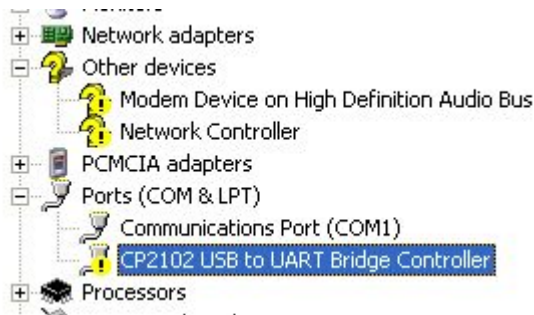 Network adapters
Other devices
Modem Device on High Definition Audio Bus
Network Controller
PCMCIA adapters
Ports (COM & LPT)
Communications Port (COM1)
CP2102 USB to UART Bridge Controller
Processors